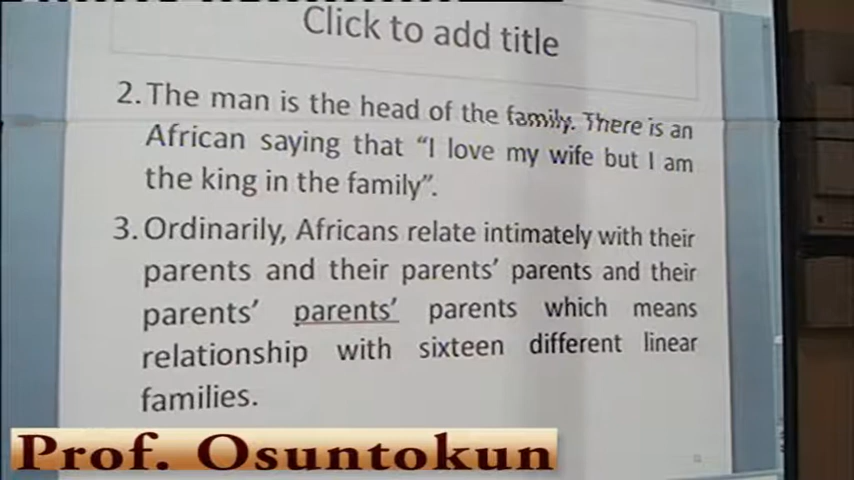 Click to add title
2. The man is the head of the family. There is an
African saying that “I love my wife but I am
the king in the family”.
3. Ordinarily, Africans relate intimately with their
parents and their parents’ parents and their
parents’ parents’ parents which means
relationship with sixteen different linear
families.
Prof. Osuntokun